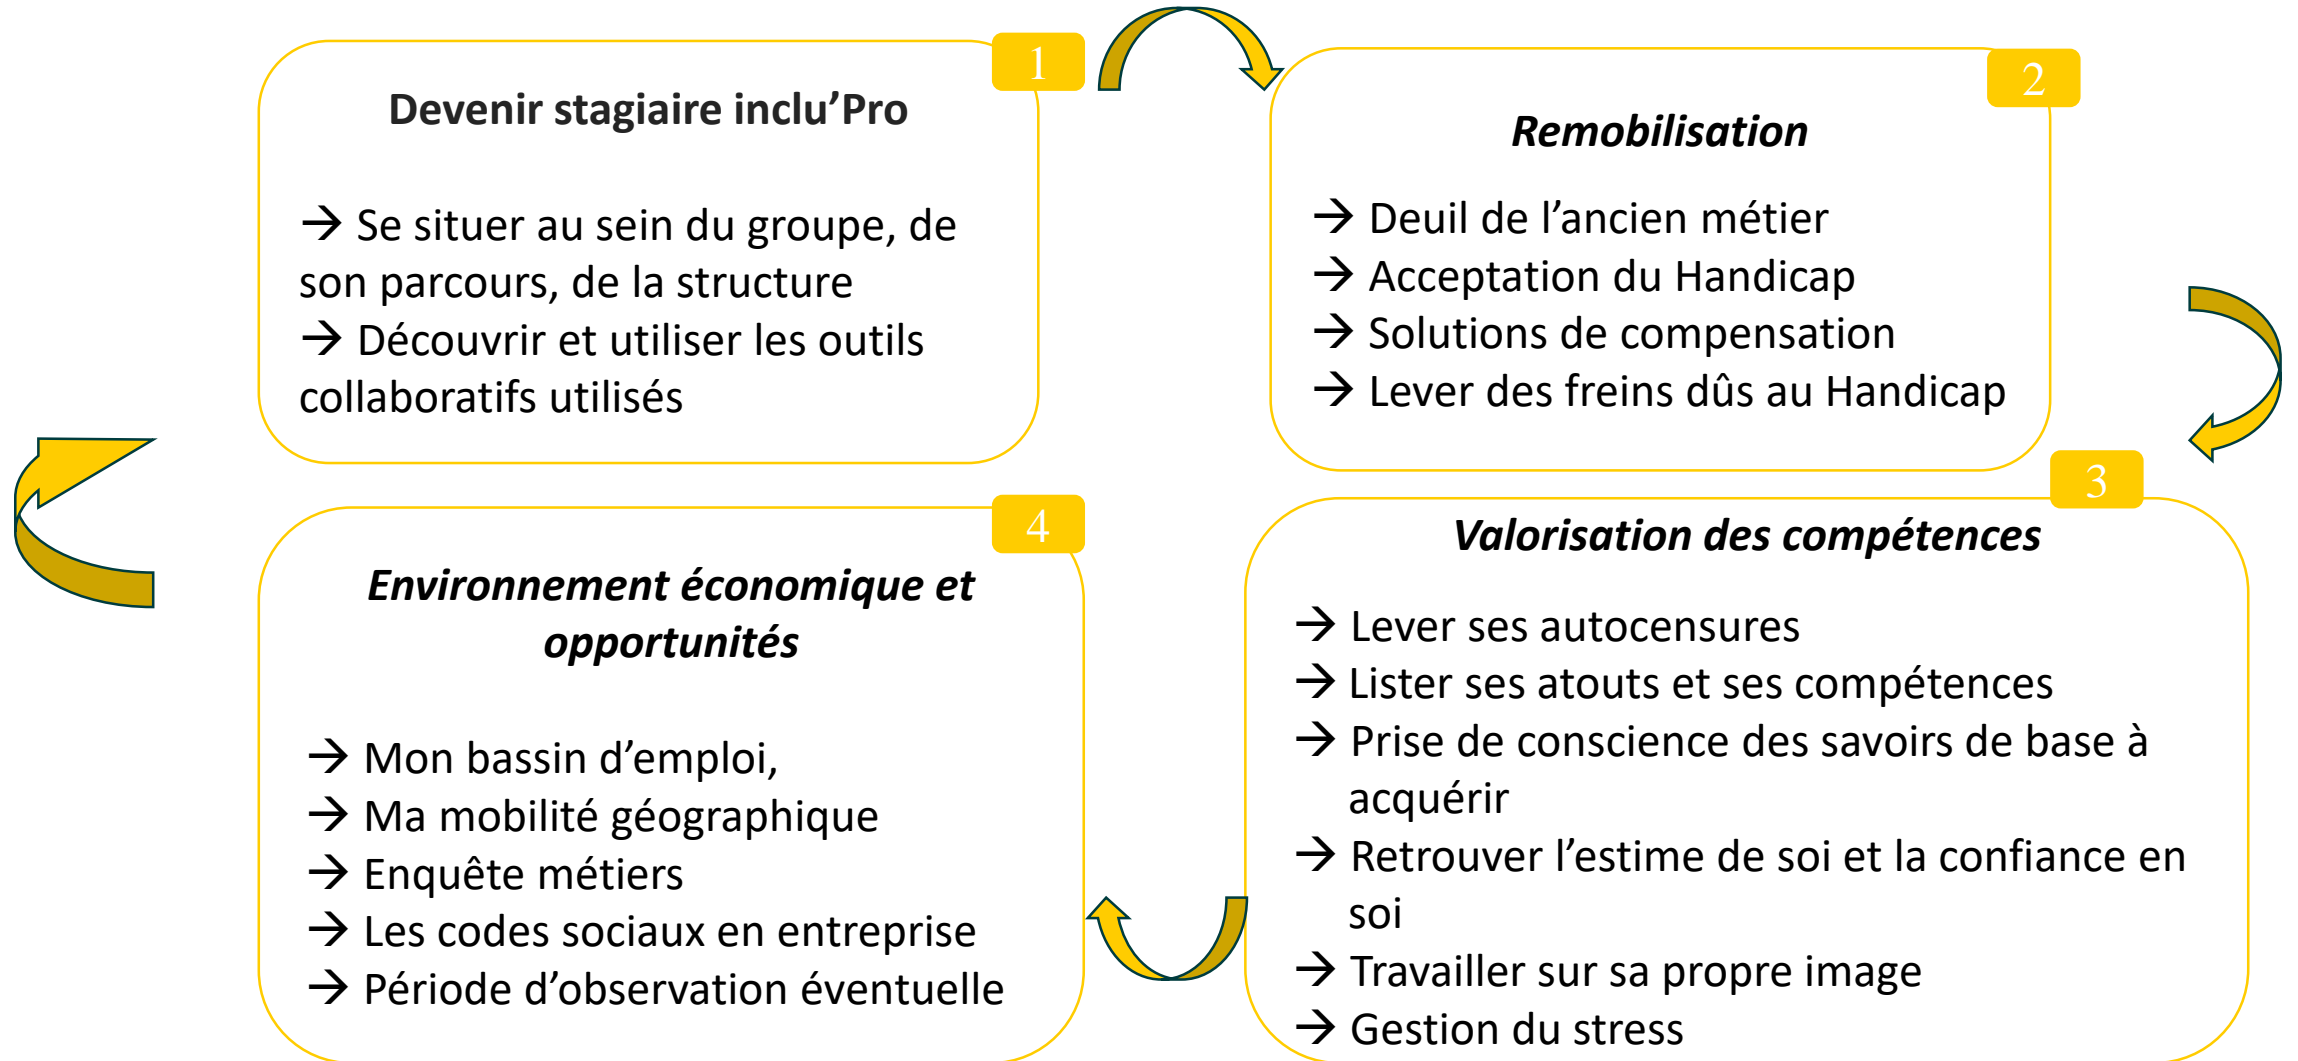 1
Devenir stagiaire inclu’Pro
→ Se situer au sein du groupe, de
son parcours, de la structure
→ Découvrir et utiliser les outils
collaboratifs utilisés
2
Remobilisation
→ Deuil de l’ancien métier
→ Acceptation du Handicap
→ Solutions de compensation
→ Lever des freins dûs au Handicap
3
Valorisation des compétences
→ Lever ses autocensures
→ Lister ses atouts et ses compétences
→ Prise de conscience des savoirs de base à
acquérir
→ Retrouver l’estime de soi et la confiance en
soi
→ Travailler sur sa propre image
→ Gestion du stress
4
Environnement économique et
opportunités
→ Mon bassin d’emploi,
→ Ma mobilité géographique
→ Enquête métiers
→ Les codes sociaux en entreprise
→ Période d’observation éventuelle